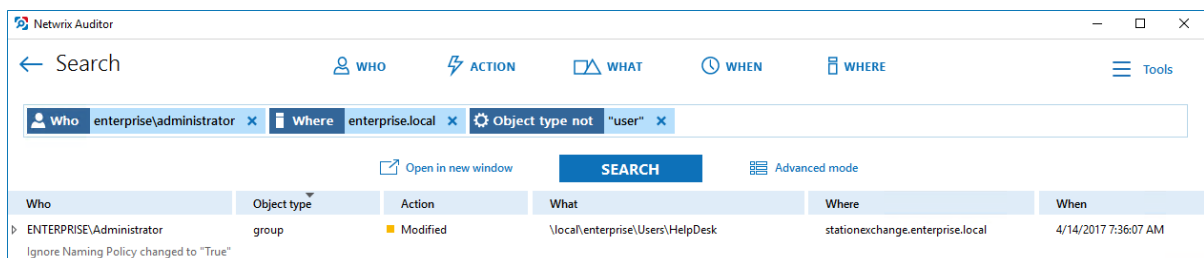 Netwrix Auditor
Search
WHO ACTION WHAT WHEN WHERE
Tools
Who enterprise\administrator Where enterprise.local Object type not "user"
Open in new window SEARCH Advanced mode
Who Object type Action What Where When
ENTERPRISE\Administrator group Modified \local\enterprise\Users\HelpDesk stationexchange.enterprise.local 4/14/2017 7:36:07 AM
Ignore Naming Policy changed to "True"